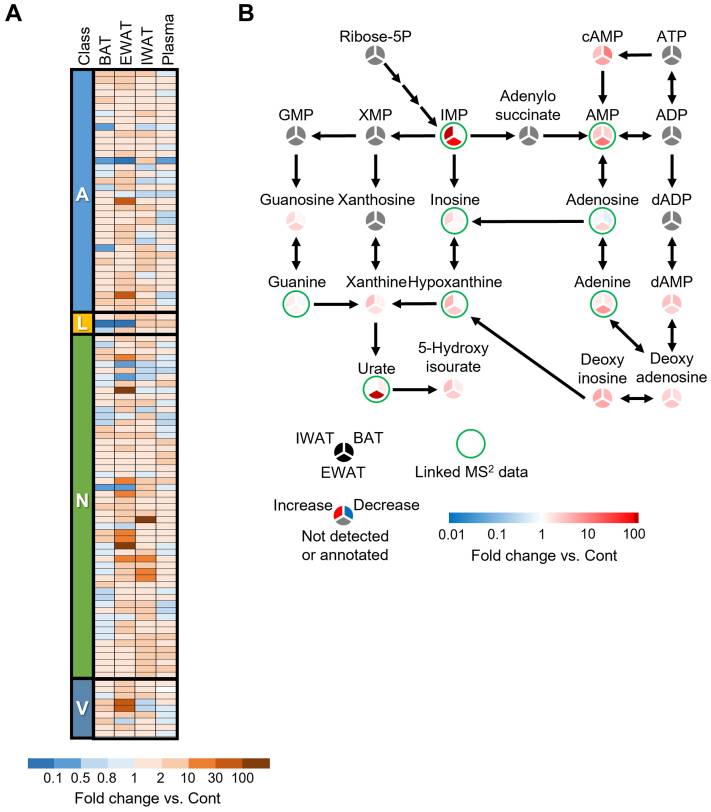 A
Class
BAT
EWAT
IWAT
Plasma
A
L
N
V
0.1 0.5 0.8 1 2 10 30 100
Fold change vs. Cont
B
Ribose-5P
cAMP ATP
GMP XMP IMP
Adenylo
succinate
AMP ADP
Guanosine Xanthosine Inosine Adenosine dADP
Guanine Xanthine Hypoxanthine Adenine dAMP
Urate
5-Hydroxy
isourate
Deoxy
inosine
Deoxy
adenosine
IWAT BAT
EWAT
Linked MS² data
Increase Decrease
Not detected
or annotated
0.01 0.1 1 10 100
Fold change vs. Cont